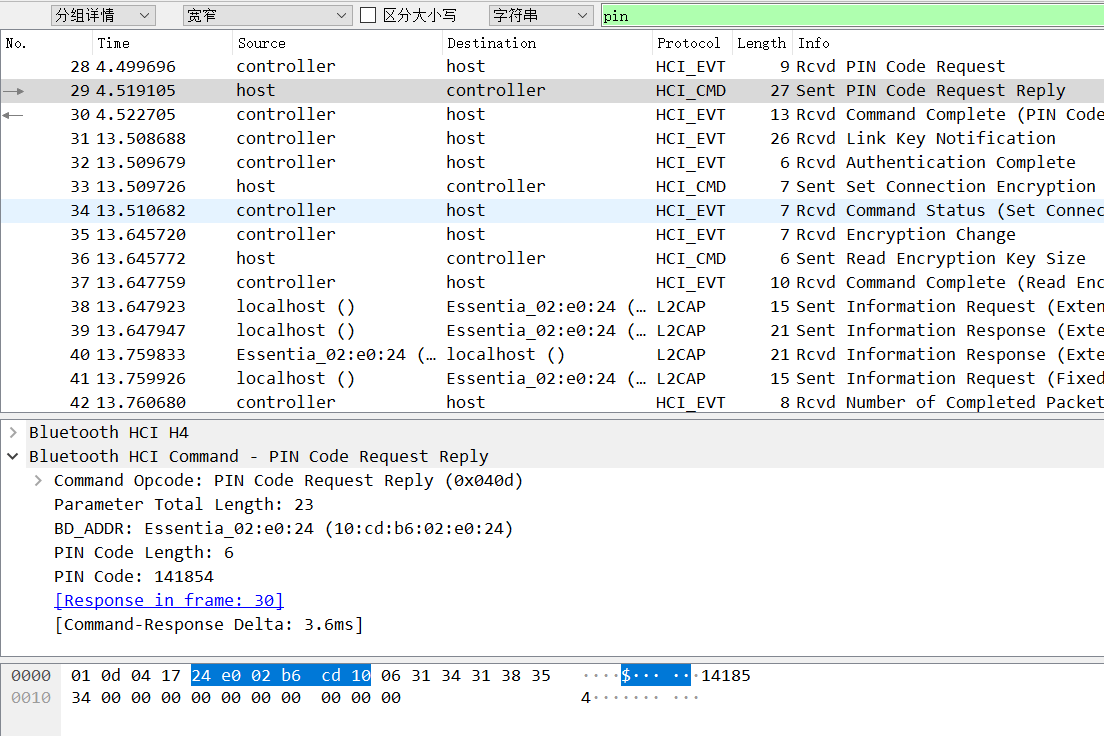 分组详情 宽窄 区分大小写 字符串 pin
No. Time Source Destination Protocol Length Info
28 4.499696 controller host HCI_EVT 9 Rcvd PIN Code Request
29 4.519105 host controller HCI_CMD 27 Sent PIN Code Request Reply
30 4.522705 controller host HCI_EVT 13 Rcvd Command Complete (PIN Code
31 13.508688 controller host HCI_EVT 26 Rcvd Link Key Notification
32 13.509679 controller host HCI_EVT 6 Rcvd Authentication Complete
33 13.509726 host controller HCI_CMD 7 Sent Set Connection Encryption
34 13.510682 controller host HCI_EVT 7 Rcvd Command Status (Set Connec
35 13.645720 controller host HCI_EVT 7 Rcvd Encryption Change
36 13.645772 host controller HCI_CMD 6 Sent Read Encryption Key Size
37 13.647759 controller host HCI_EVT 10 Rcvd Command Complete (Read Enc
38 13.647923 localhost () Essentia_02:e0:24 (… L2CAP 15 Sent Information Request (Exten
39 13.647947 localhost () Essentia_02:e0:24 (… L2CAP 21 Sent Information Response (Exte
40 13.759833 Essentia_02:e0:24 (… localhost () L2CAP 21 Rcvd Information Response (Exte
41 13.759926 localhost () Essentia_02:e0:24 (… L2CAP 15 Sent Information Request (Fixed
42 13.760680 controller host HCI_EVT 8 Rcvd Number of Completed Packet
Bluetooth HCI H4
Bluetooth HCI Command - PIN Code Request Reply
Command Opcode: PIN Code Request Reply (0x040d)
Parameter Total Length: 23
BD_ADDR: Essentia_02:e0:24 (10:cd:b6:02:e0:24)
PIN Code Length: 6
PIN Code: 141854
[Response in frame: 30]
[Command-Response Delta: 3.6ms]
0000 01 0d 04 17 24 e0 02 b6 cd 10 06 31 34 31 38 35 ····$··· ···14185
0010 34 00 00 00 00 00 00 00 00 00 00 4······· ···